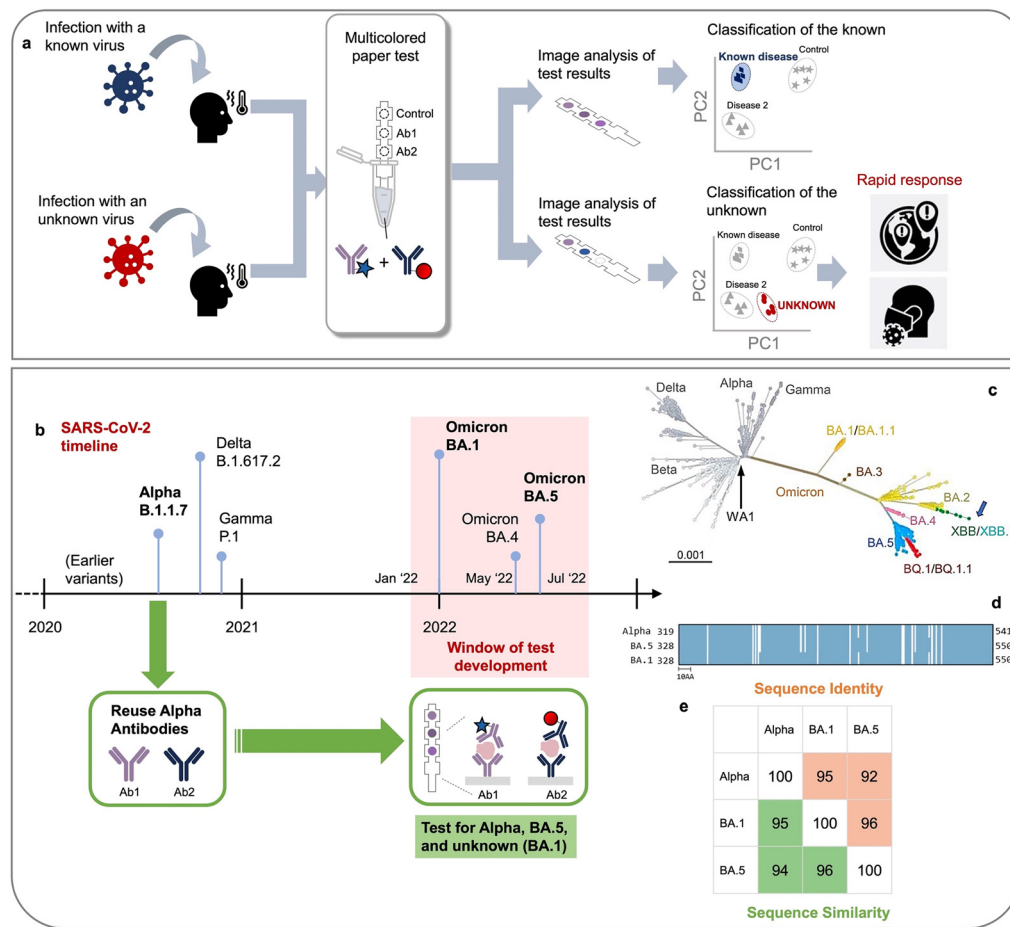 a
Infection with a
known virus
Infection with an
unknown virus
Multicolored
paper test
Control
Ab1
Ab2
+
Image analysis of
test results
Image analysis of
test results
Classification of the known
Known disease
Control
Disease 2
PC2
PC1
Classification of the
unknown
Known disease
Control
Disease 2
UNKNOWN
PC2
PC1
Rapid response
b
SARS-CoV-2
timeline
(Earlier
variants)
Alpha
B.1.1.7
Delta
B.1.617.2
Gamma
P.1
Omicron
BA.1
Omicron
BA.4
Omicron
BA.5
Jan ‘22
May ‘22
Jul ‘22
2020
2021
2022
Window of test
development
Reuse Alpha
Antibodies
Ab1
Ab2
Ab1
Ab2
Test for Alpha, BA.5,
and unknown (BA.1)
c
Delta
Alpha
Gamma
Beta
WA1
0.001
Omicron
BA.1/BA.1.1
BA.3
BA.2
BA.4
XBB/XBB.
BA.5
BQ.1/BQ.1.1
d
Alpha 319 541
BA.5 328 550
BA.1 328 550
10AA
Sequence Identity
e
Alpha BA.1 BA.5
Alpha 100 95 92
BA.1 95 100 96
BA.5 94 96 100
Sequence Similarity